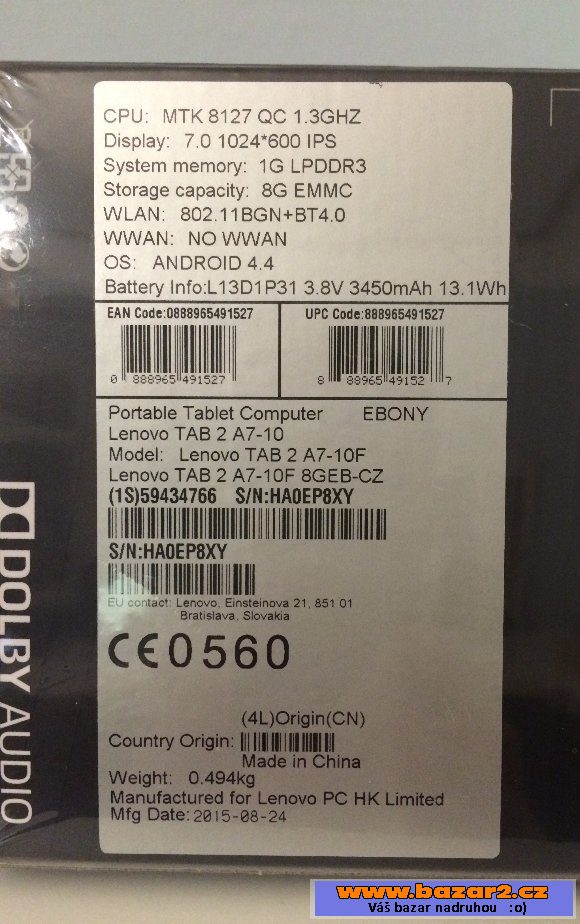 CPU: MTK 8127 QC 1.3GHZ
Display: 7.0 1024*600 IPS
System memory: 1G LPDDR3
Storage capacity: 8G EMMC
WLAN: 802.11BGN+BT4.0
WWAN: NO WWAN
OS: ANDROID 4.4
Battery Info:L13D1P31 3.8V 3450mAh 13.1Wh
EAN Code:0888965491527
0 888965 491527
UPC Code:888965491527
8 88965 49152 7
Portable Tablet Computer EBONY
Lenovo TAB 2 A7-10
Model: Lenovo TAB 2 A7-10F
Lenovo TAB 2 A7-10F 8GEB-CZ
(1S)59434766 S/N:HA0EP8XY
S/N:HA0EP8XY
EU contact: Lenovo, Einsteinova 21, 851 01
Bratislava, Slovakia
CE0560
(4L)Origin(CN)
Country Origin:
Made in China
Weight: 0.494kg
Manufactured for Lenovo PC HK Limited
Mfg Date:2015-08-24
DOLBY AUDIO
www.bazar2.cz
Váš bazar nadruhou :o)